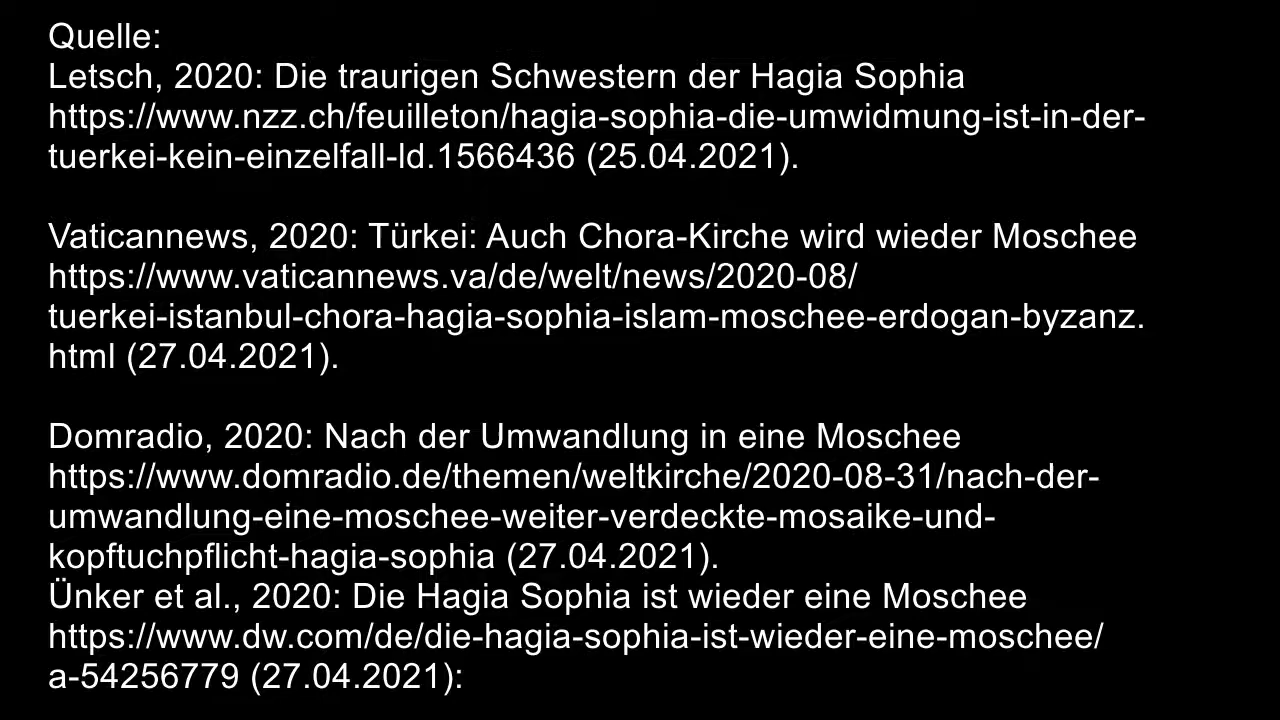 Quelle:
Letsch, 2020: Die traurigen Schwestern der Hagia Sophia
https://www.nzz.ch/feuilleton/hagia-sophia-die-umwidmung-ist-in-der-
tuerkei-kein-einzelfall-ld.1566436 (25.04.2021).
Vaticannews, 2020: Türkei: Auch Chora-Kirche wird wieder Moschee
https://www.vaticannews.va/de/welt/news/2020-08/
tuerkei-istanbul-chora-hagia-sophia-islam-moschee-erdogan-byzanz.
html (27.04.2021).
Domradio, 2020: Nach der Umwandlung in eine Moschee
https://www.domradio.de/themen/weltkirche/2020-08-31/nach-der-
umwandlung-eine-moschee-weiter-verdeckte-mosaike-und-
kopftuchpflicht-hagia-sophia (27.04.2021).
Ünker et al., 2020: Die Hagia Sophia ist wieder eine Moschee
https://www.dw.com/de/die-hagia-sophia-ist-wieder-eine-moschee/
a-54256779 (27.04.2021):